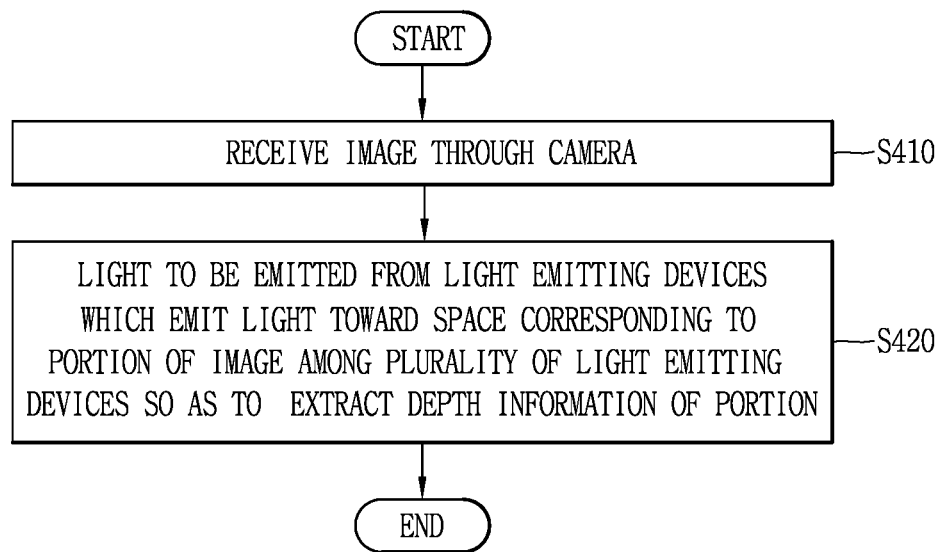 START
RECEIVE IMAGE THROUGH CAMERA
S410
LIGHT TO BE EMITTED FROM LIGHT EMITTING DEVICES
WHICH EMIT LIGHT TOWARD SPACE CORRESPONDING TO
PORTION OF IMAGE AMONG PLURALITY OF LIGHT EMITTING
DEVICES SO AS TO EXTRACT DEPTH INFORMATION OF PORTION
S420
END